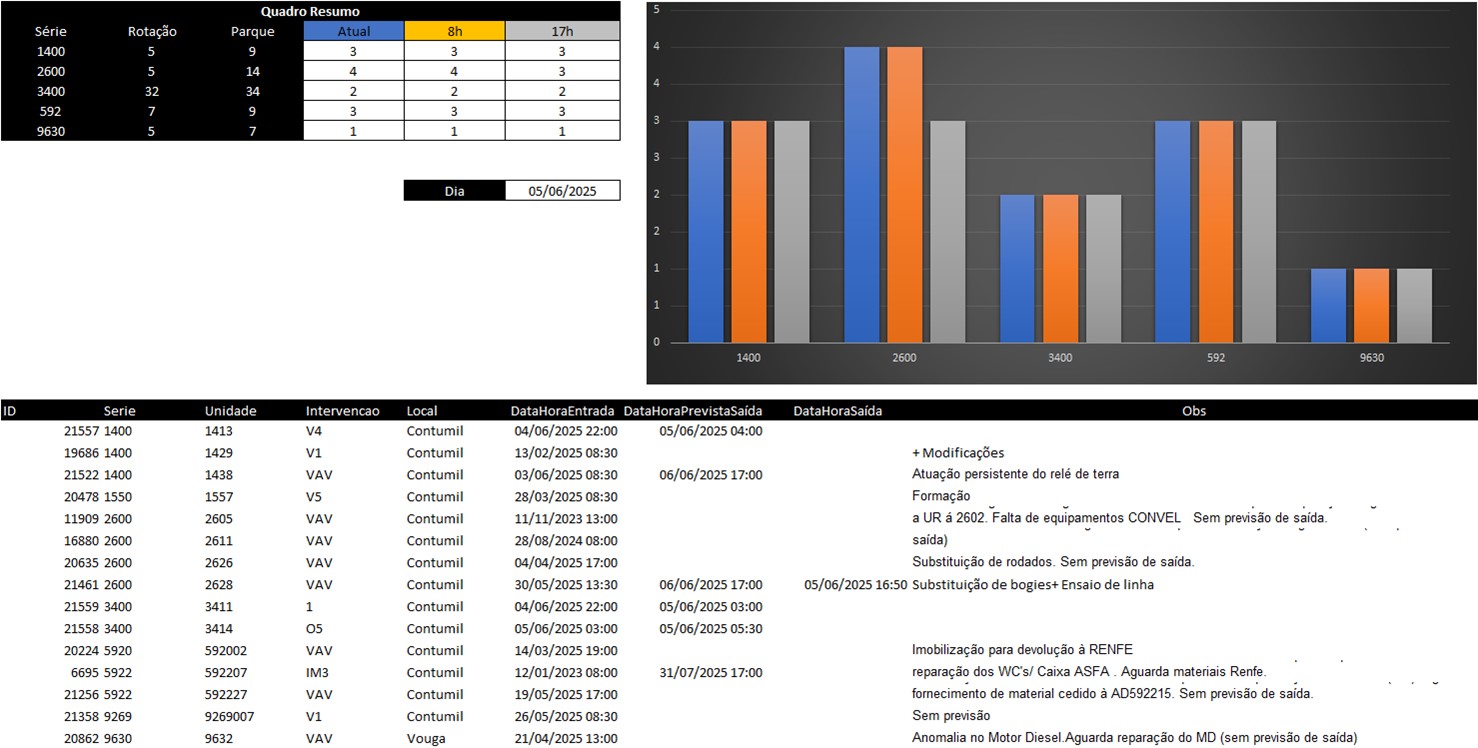 Quadro Resumo
Série Rotação Parque Atual 8h 17h
1400 5 9 3 3 3
2600 5 14 4 4 3
3400 32 34 2 2 2
592 7 9 3 3 3
9630 5 7 1 1 1
Dia 05/06/2025
5
4
4
3
3
2
2
1
1
0
1400 2600 3400 592 9630
ID Serie Unidade Intervencao Local DataHoraEntrada DataHoraPrevistaSaída DataHoraSaída Obs
21557 1400 1413 V4 Contumil 04/06/2025 22:00 05/06/2025 04:00
19686 1400 1429 V1 Contumil 13/02/2025 08:30 + Modificações
21522 1400 1438 VAV Contumil 03/06/2025 08:30 06/06/2025 17:00 Atuação persistente do relé de terra
20478 1550 1557 V5 Contumil 28/03/2025 08:30 Formação
11909 2600 2605 VAV Contumil 11/11/2023 13:00 a UR á 2602. Falta de equipamentos CONVEL Sem previsão de saída.
16880 2600 2611 VAV Contumil 28/08/2024 08:00 saída)
20635 2600 2626 VAV Contumil 04/04/2025 17:00 Substituição de rodados. Sem previsão de saída.
21461 2600 2628 VAV Contumil 30/05/2025 13:30 06/06/2025 17:00 05/06/2025 16:50 Substituição de bogies+ Ensaio de linha
21559 3400 3411 1 Contumil 04/06/2025 22:00 05/06/2025 03:00
21558 3400 3414 O5 Contumil 05/06/2025 03:00 05/06/2025 05:30
20224 5920 592002 VAV Contumil 14/03/2025 19:00 Imobilização para devolução à RENFE
6695 5922 592207 IM3 Contumil 12/01/2023 08:00 31/07/2025 17:00 reparação dos WC's/ Caixa ASFA . Aguarda materiais Renfe.
21256 5922 592227 VAV Contumil 19/05/2025 17:00 fornecimento de material cedido à AD592215. Sem previsão de saída.
21358 9269 9269007 V1 Contumil 26/05/2025 08:30 Sem previsão
20862 9630 9632 VAV Vouga 21/04/2025 13:00 Anomalia no Motor Diesel.Aguarda reparação do MD (sem previsão de saída)